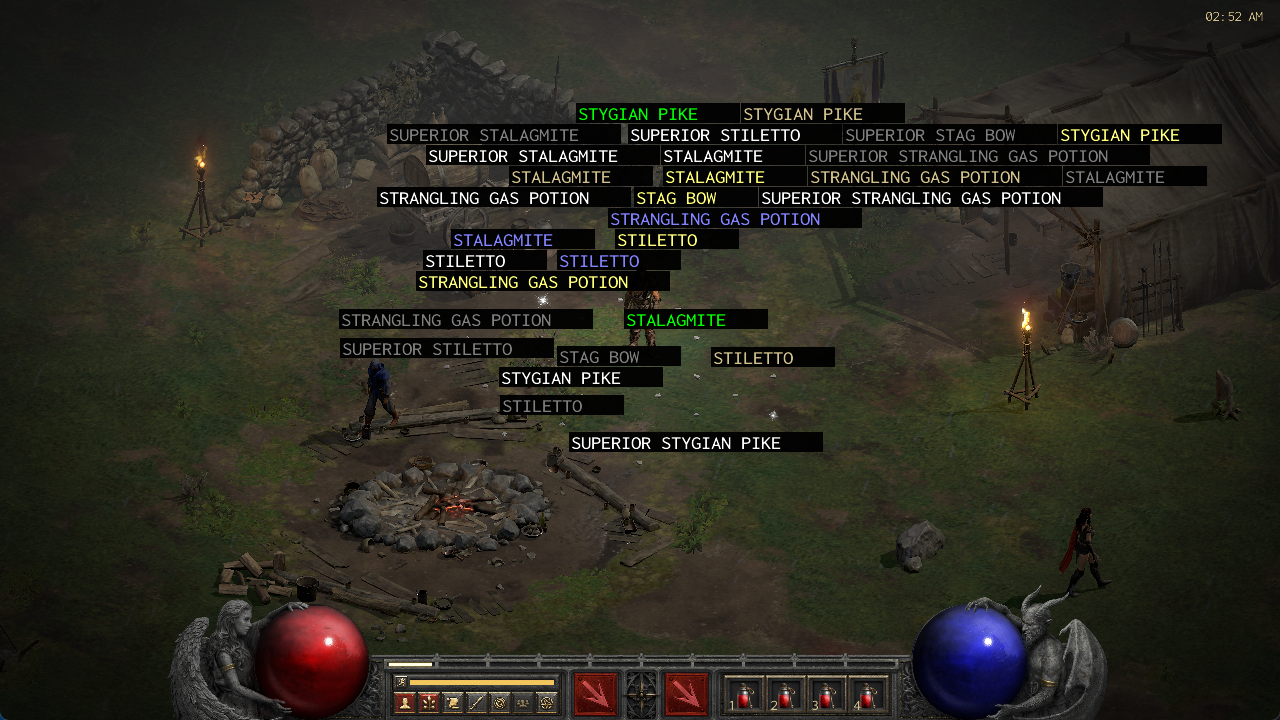 02:52 AM
STYGIAN PIKE STYGIAN PIKE
SUPERIOR STALAGMITE SUPERIOR STILETTO SUPERIOR STAG BOW STYGIAN PIKE
SUPERIOR STALAGMITE STALAGMITE SUPERIOR STRANGLING GAS POTION
STALAGMITE STALAGMITE STRANGLING GAS POTION STALAGMITE
STRANGLING GAS POTION STAG BOW SUPERIOR STRANGLING GAS POTION
STRANGLING GAS POTION
STALAGMITE STILETTO
STILETTO STILETTO
STRANGLING GAS POTION
STRANGLING GAS POTION STALAGMITE
SUPERIOR STILETTO STAG BOW STILETTO
STYGIAN PIKE
STILETTO
SUPERIOR STYGIAN PIKE
1 2 3 4